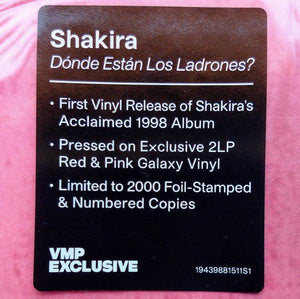 Shakira
Dónde Están Los Ladrones?
• First Vinyl Release of Shakira's
Acclaimed 1998 Album
• Pressed on Exclusive 2LP
Red & Pink Galaxy Vinyl
• Limited to 2000 Foil-Stamped
& Numbered Copies
VMP
EXCLUSIVE
19439881511S1